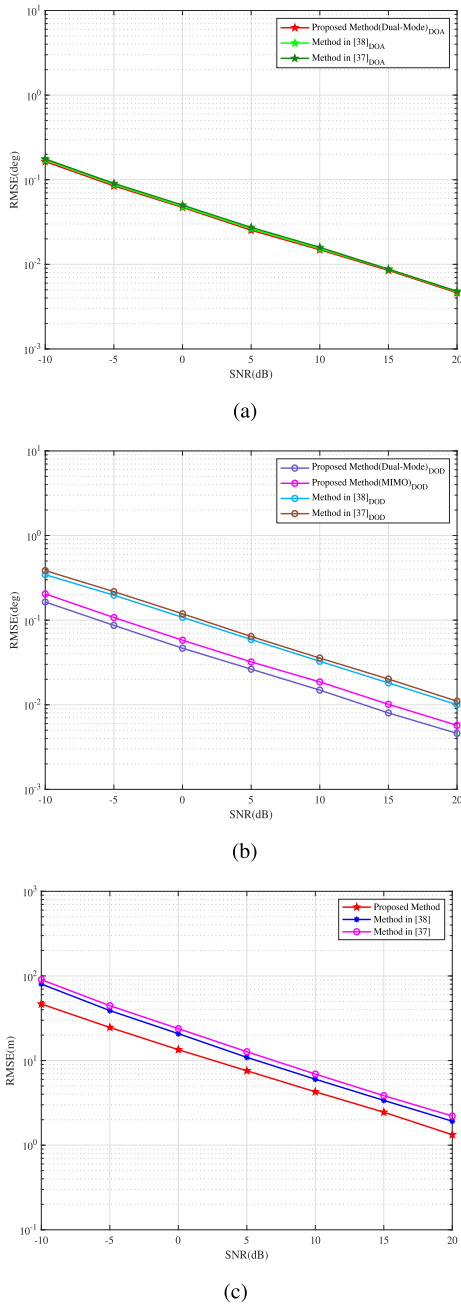 Proposed Method(Dual-Mode)DOA
Method in [38]DOA
Method in [37]DOA
10^1
10^0
10^-1
10^-2
10^-3
RMSE(deg)
-10 -5 0 5 10 15 20
SNR(dB)
(a)
Proposed Method(Dual-Mode)DOD
Proposed Method(MIMO)DOD
Method in [38]DOD
Method in [37]DOD
10^1
10^0
10^-1
10^-2
10^-3
RMSE(deg)
-10 -5 0 5 10 15 20
SNR(dB)
(b)
Proposed Method
Method in [38]
Method in [37]
10^3
10^2
10^1
10^0
10^-1
RMSE(m)
-10 -5 0 5 10 15 20
SNR(dB)
(c)